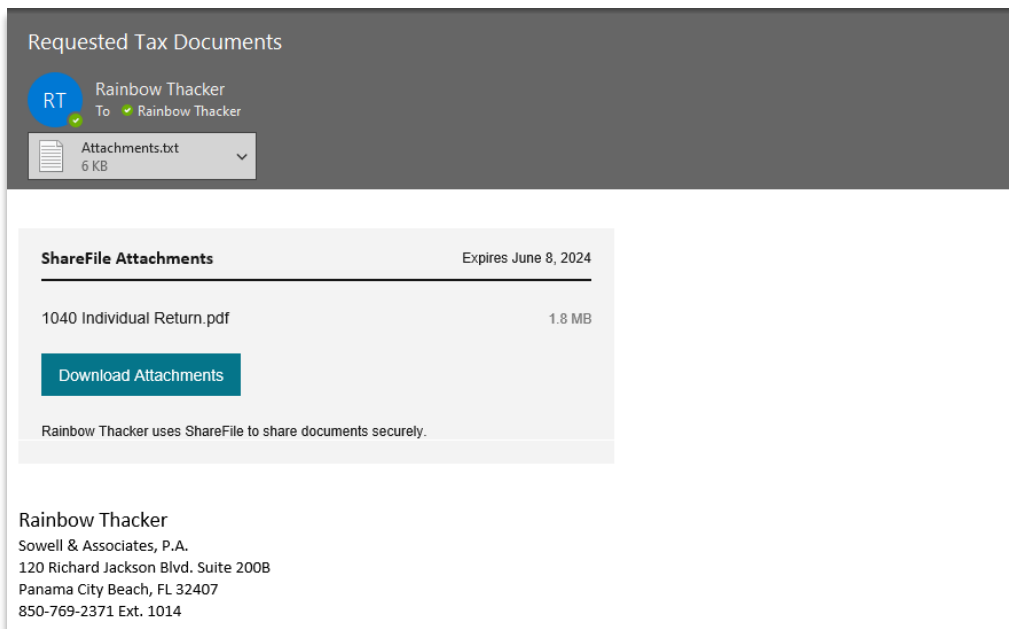 Requested Tax Documents
RT
Rainbow Thacker
To Rainbow Thacker
Attachments.txt
6 KB
ShareFile Attachments Expires June 8, 2024
1040 Individual Return.pdf 1.8 MB
Download Attachments
Rainbow Thacker uses ShareFile to share documents securely.
Rainbow Thacker
Sowell & Associates, P.A.
120 Richard Jackson Blvd. Suite 200B
Panama City Beach, FL 32407
850-769-2371 Ext. 1014